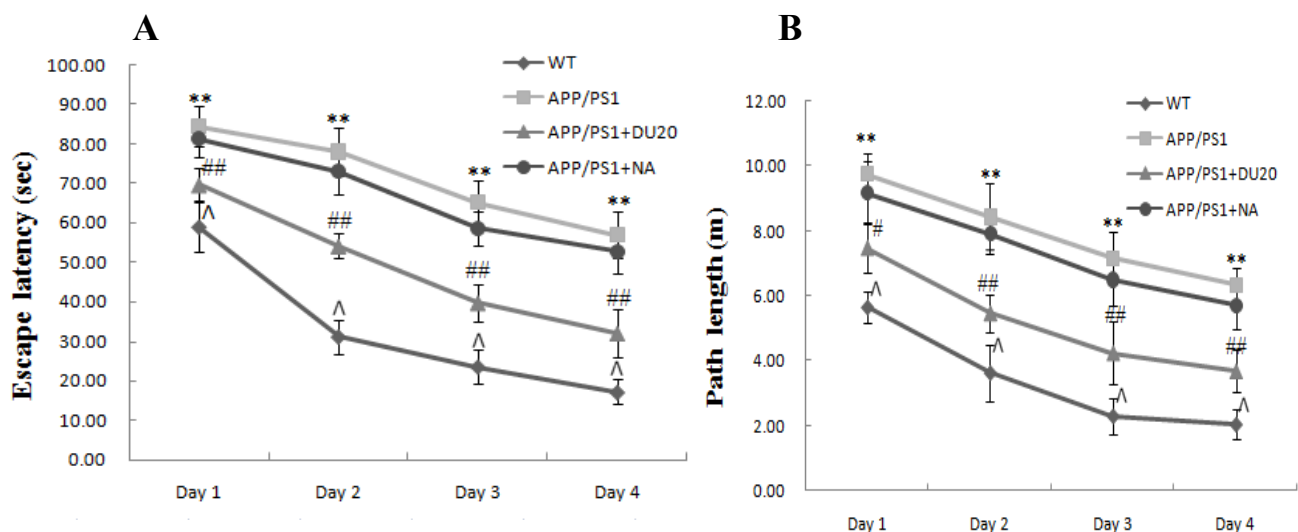 A
Escape latency (sec)
100.00
90.00
80.00
70.00
60.00
50.00
40.00
30.00
20.00
10.00
0.00
WT
APP/PS1
APP/PS1+DU20
APP/PS1+NA
** ** ** **
## ## ## ##
^ ^ ^ ^
Day 1 Day 2 Day 3 Day 4
B
Path length (m)
12.00
10.00
8.00
6.00
4.00
2.00
0.00
WT
APP/PS1
APP/PS1+DU20
APP/PS1+NA
** ** ** **
# ## ## ##
^ ^ ^ ^
Day 1 Day 2 Day 3 Day 4